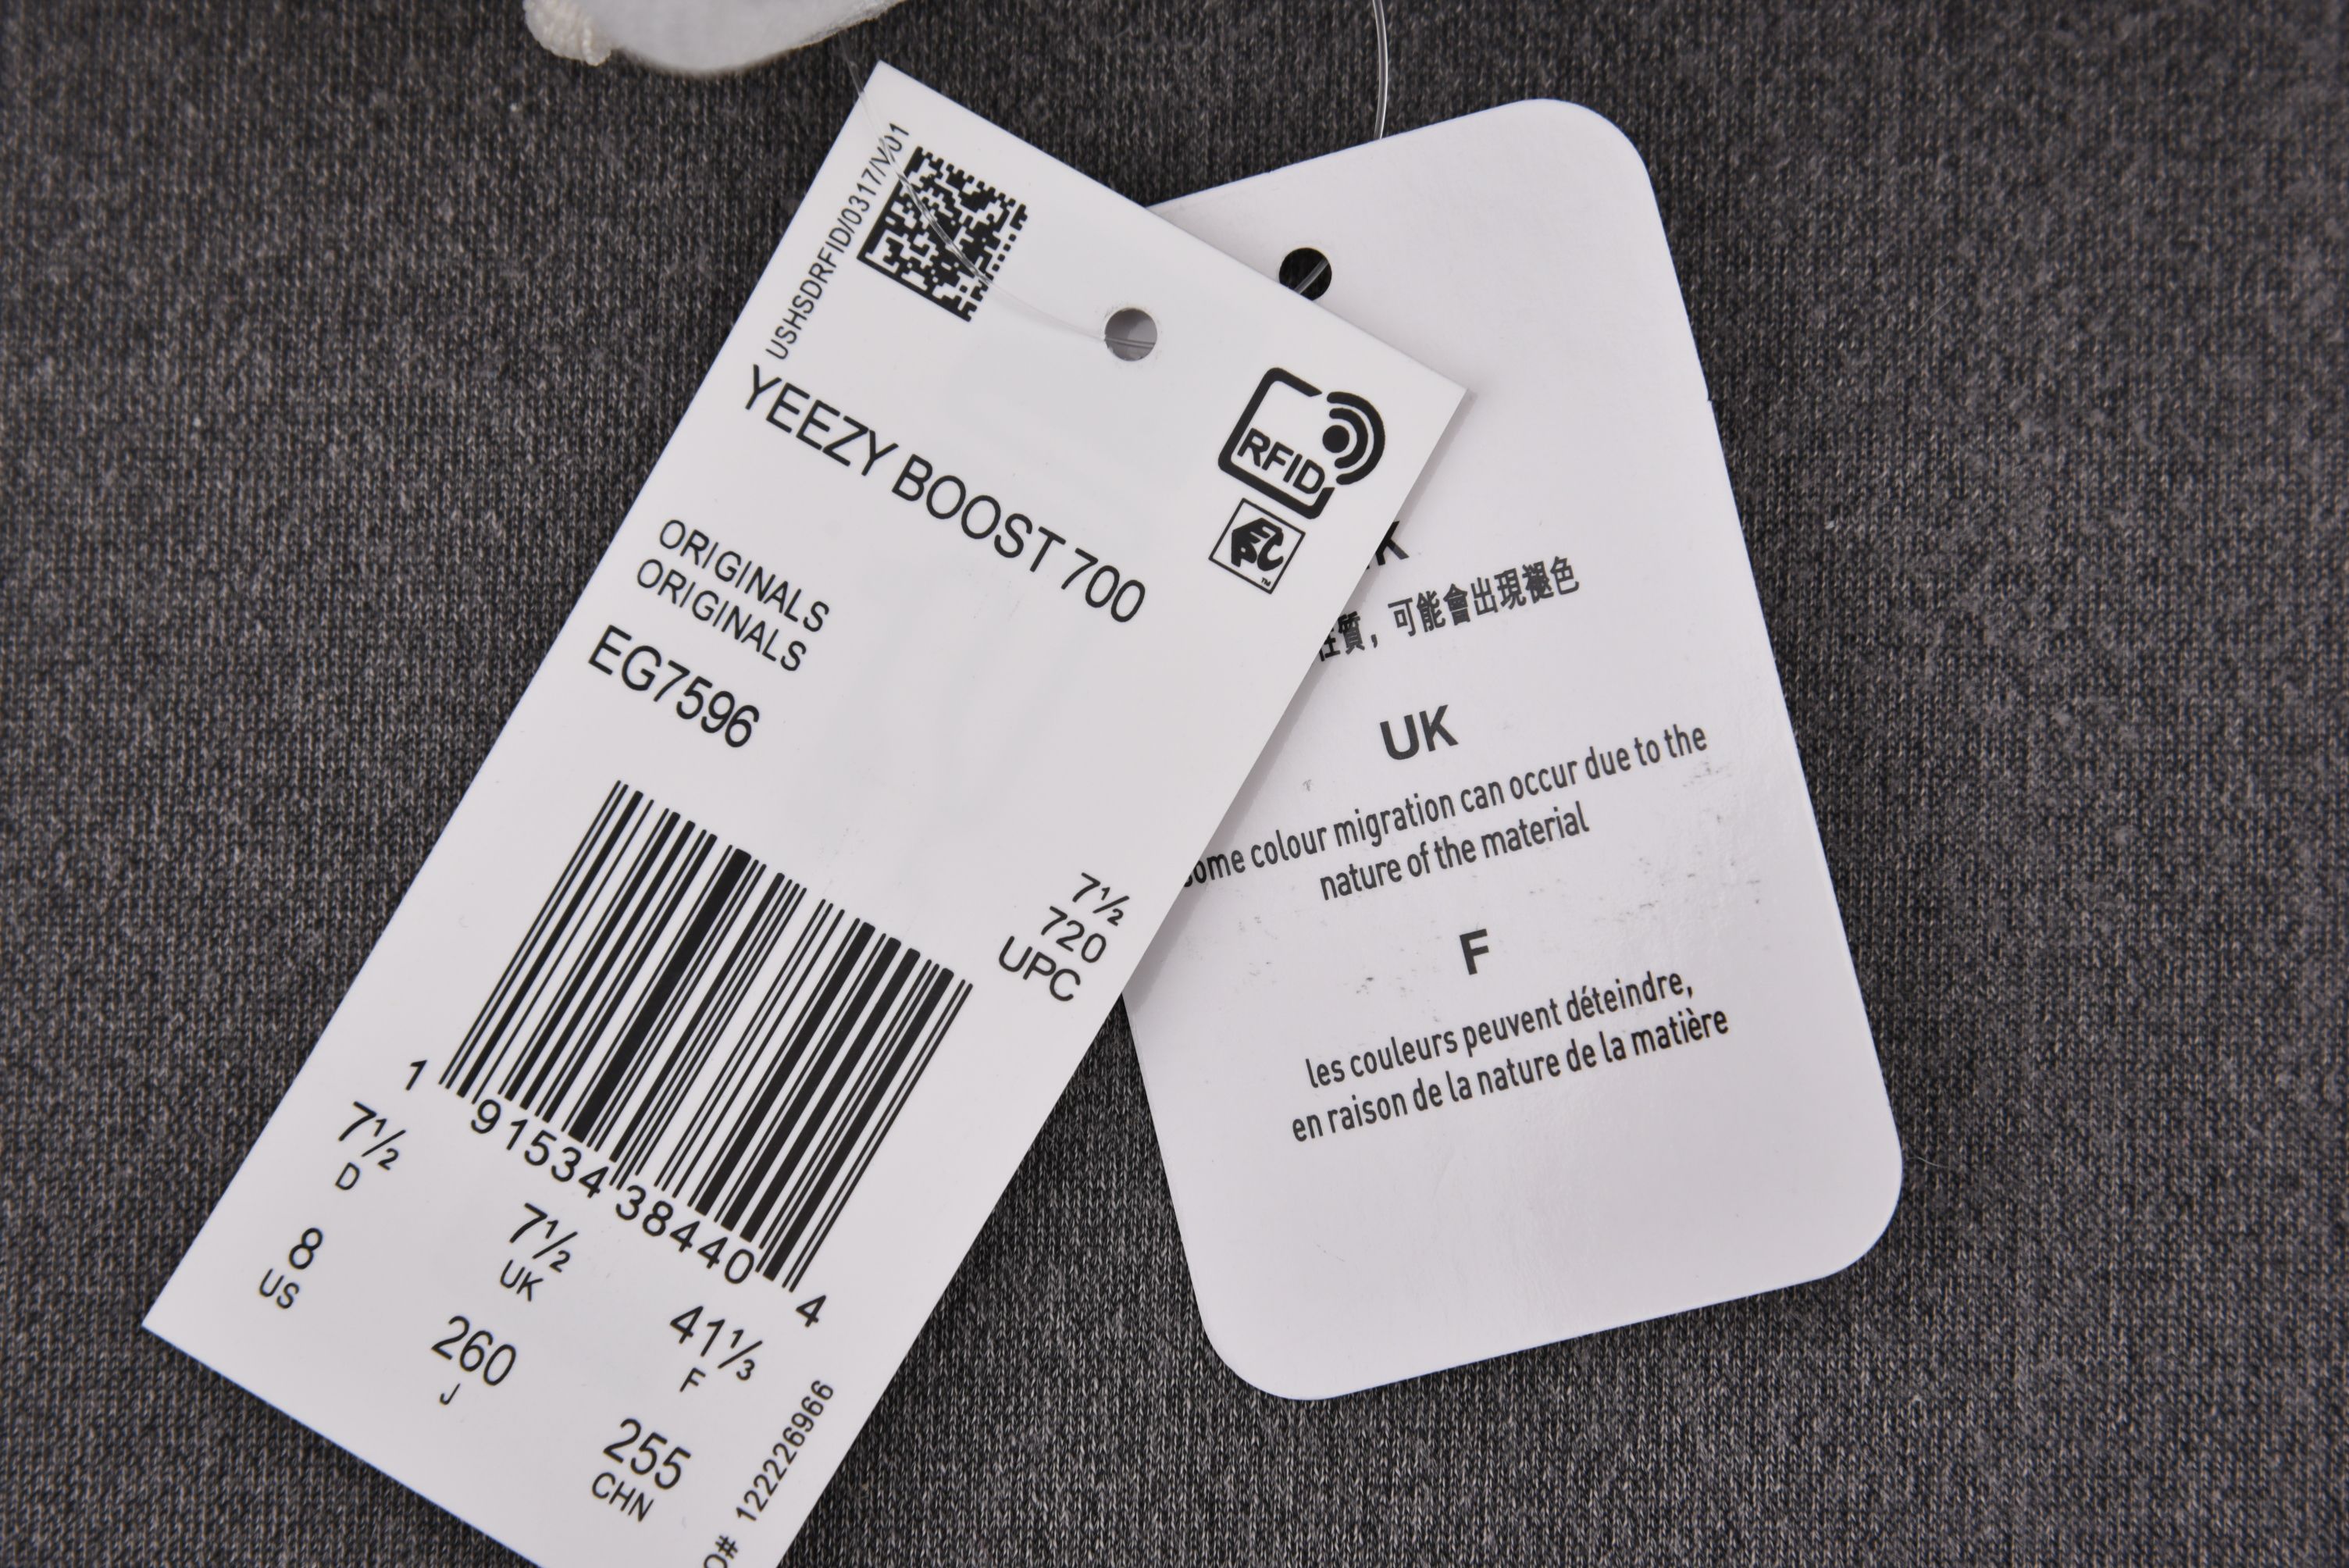 USHSDRFID/0317/V01
RFID
YEEZY BOOST 700
ORIGINALS
ORIGINALS
EG7596
7½
720
UPC
1 91534 38440 4
7½
D
7½
UK
41⅓
F
8
US
260
J
255
CHN
O# 122226966
K
質，可能會出現褪色
UK
ome colour migration can occur due to the
nature of the material
F
les couleurs peuvent déteindre,
en raison de la nature de la matière